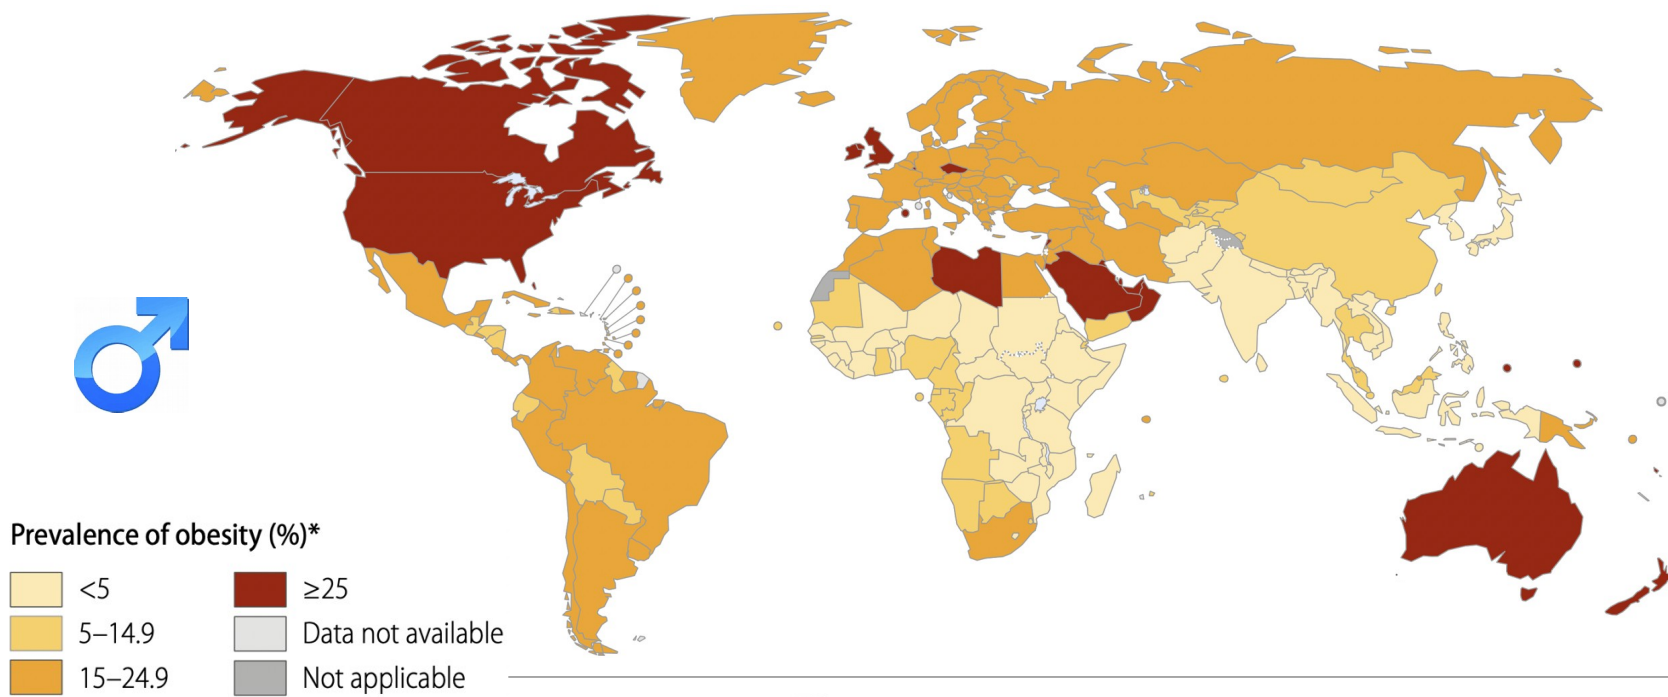 Prevalence of obesity (%)*
<5
≥25
5–14.9
Data not available
15–24.9
Not applicable